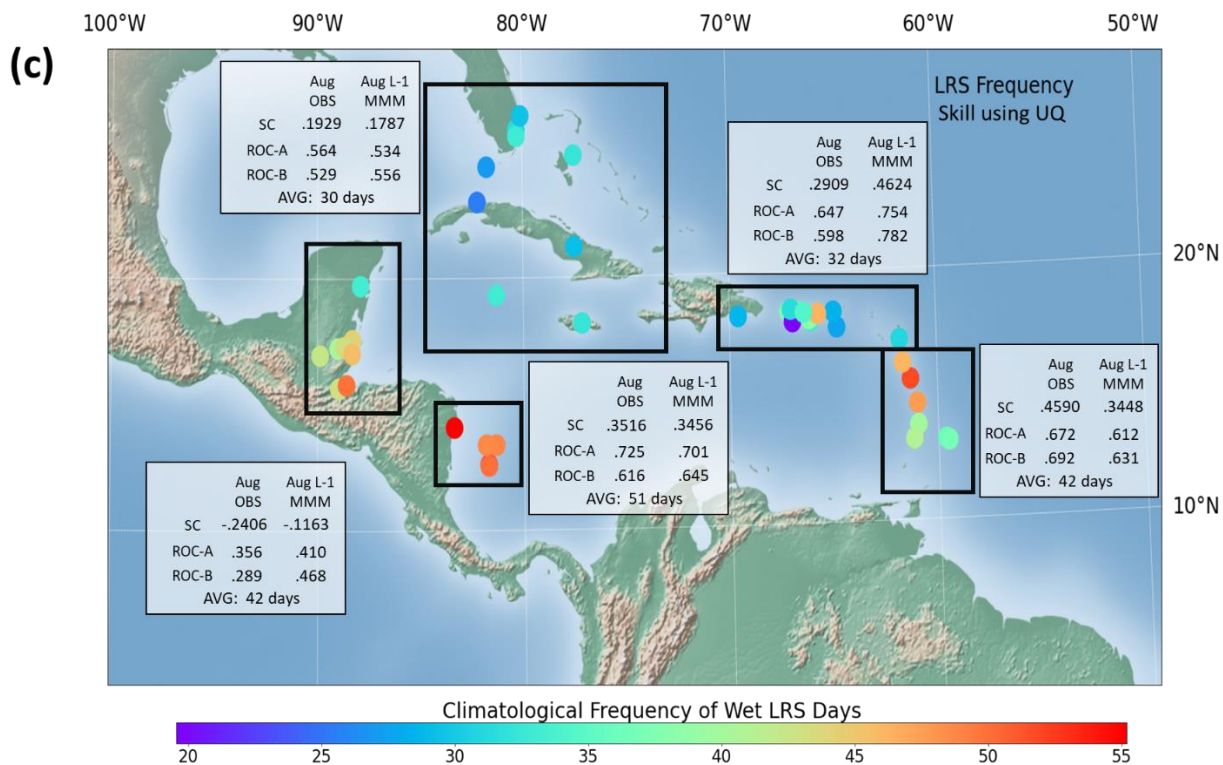 100°W 90°W 80°W 70°W 60°W 50°W
(c)
LRS Frequency
Skill using UQ
Aug Aug L-1
OBS MMM
SC .1929 .1787
ROC-A .564 .534
ROC-B .529 .556
AVG: 30 days
Aug Aug L-1
OBS MMM
SC .2909 .4624
ROC-A .647 .754
ROC-B .598 .782
AVG: 32 days
20°N
Aug Aug L-1
OBS MMM
SC .3516 .3456
ROC-A .725 .701
ROC-B .616 .645
AVG: 51 days
Aug Aug L-1
OBS MMM
SC .4590 .3448
ROC-A .672 .612
ROC-B .692 .631
AVG: 42 days
Aug Aug L-1
OBS MMM
SC -.2406 -.1163
ROC-A .356 .410
ROC-B .289 .468
AVG: 42 days
10°N
Climatological Frequency of Wet LRS Days
20 25 30 35 40 45 50 55